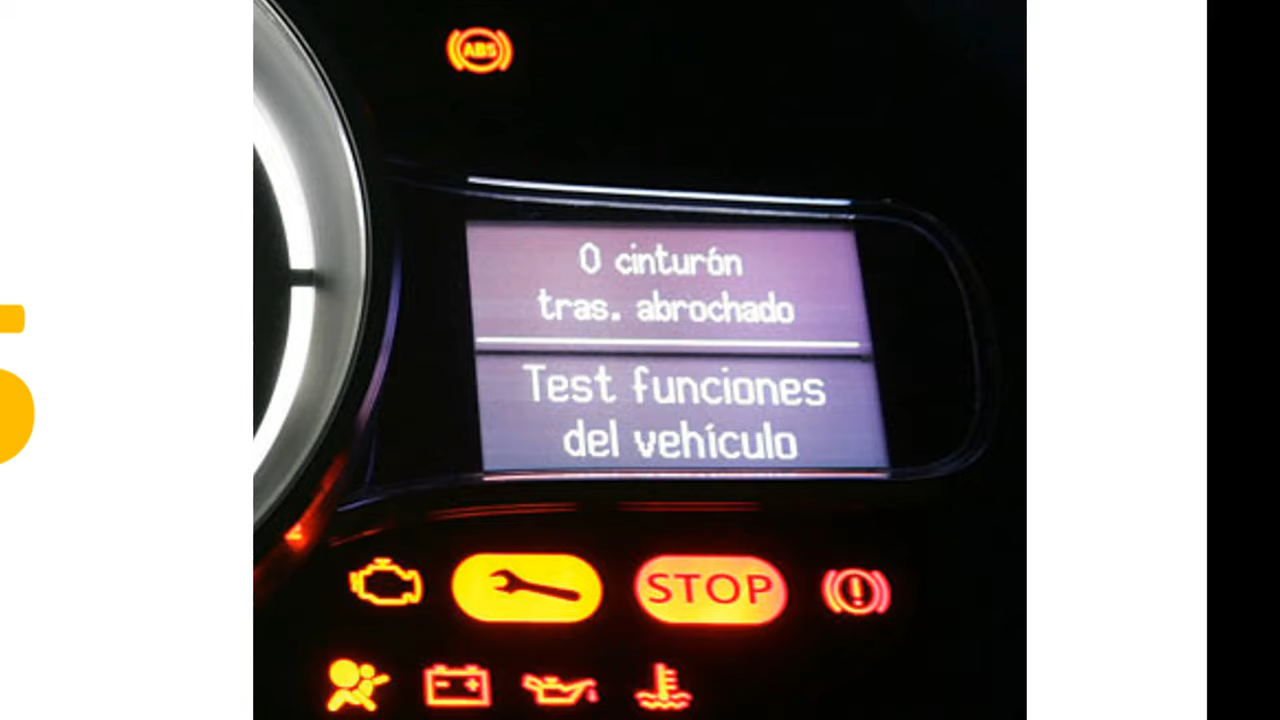 ABS
0 cinturón
tras. abrochado
Test funciones
del vehículo
STOP